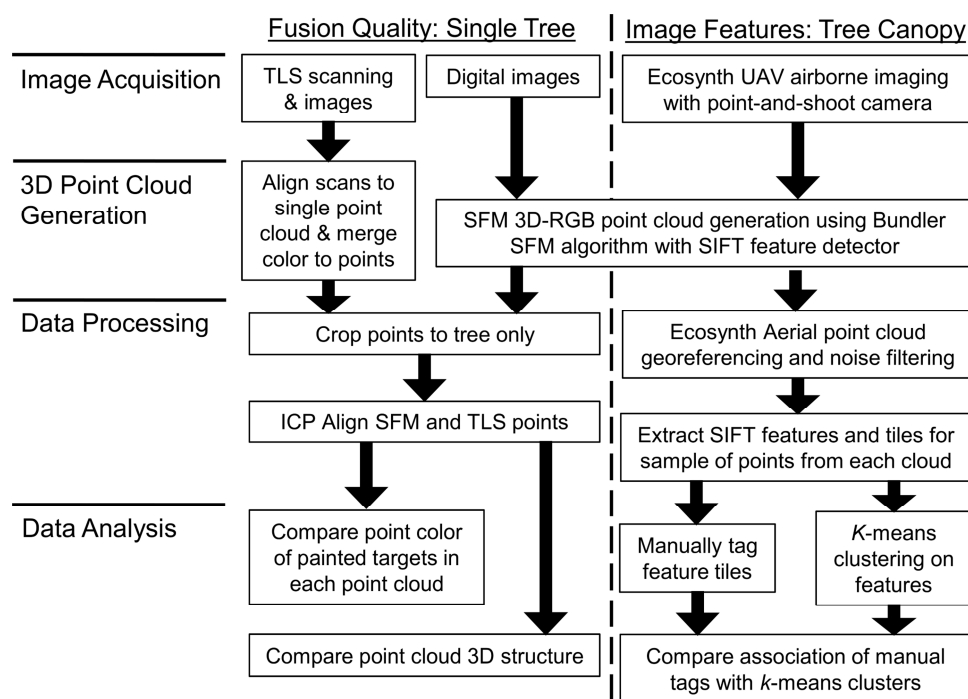 Fusion Quality: Single Tree
Image Features: Tree Canopy
Image Acquisition
TLS scanning
& images
Digital images
Ecosynth UAV airborne imaging
with point-and-shoot camera
3D Point Cloud
Generation
Align scans to
single point
cloud & merge
color to points
SFM 3D-RGB point cloud generation using Bundler
SFM algorithm with SIFT feature detector
Data Processing
Crop points to tree only
Ecosynth Aerial point cloud
georeferencing and noise filtering
ICP Align SFM and TLS points
Extract SIFT features and tiles for
sample of points from each cloud
Data Analysis
Compare point color
of painted targets in
each point cloud
Manually tag
feature tiles
K-means
clustering on
features
Compare point cloud 3D structure
Compare association of manual
tags with k-means clusters